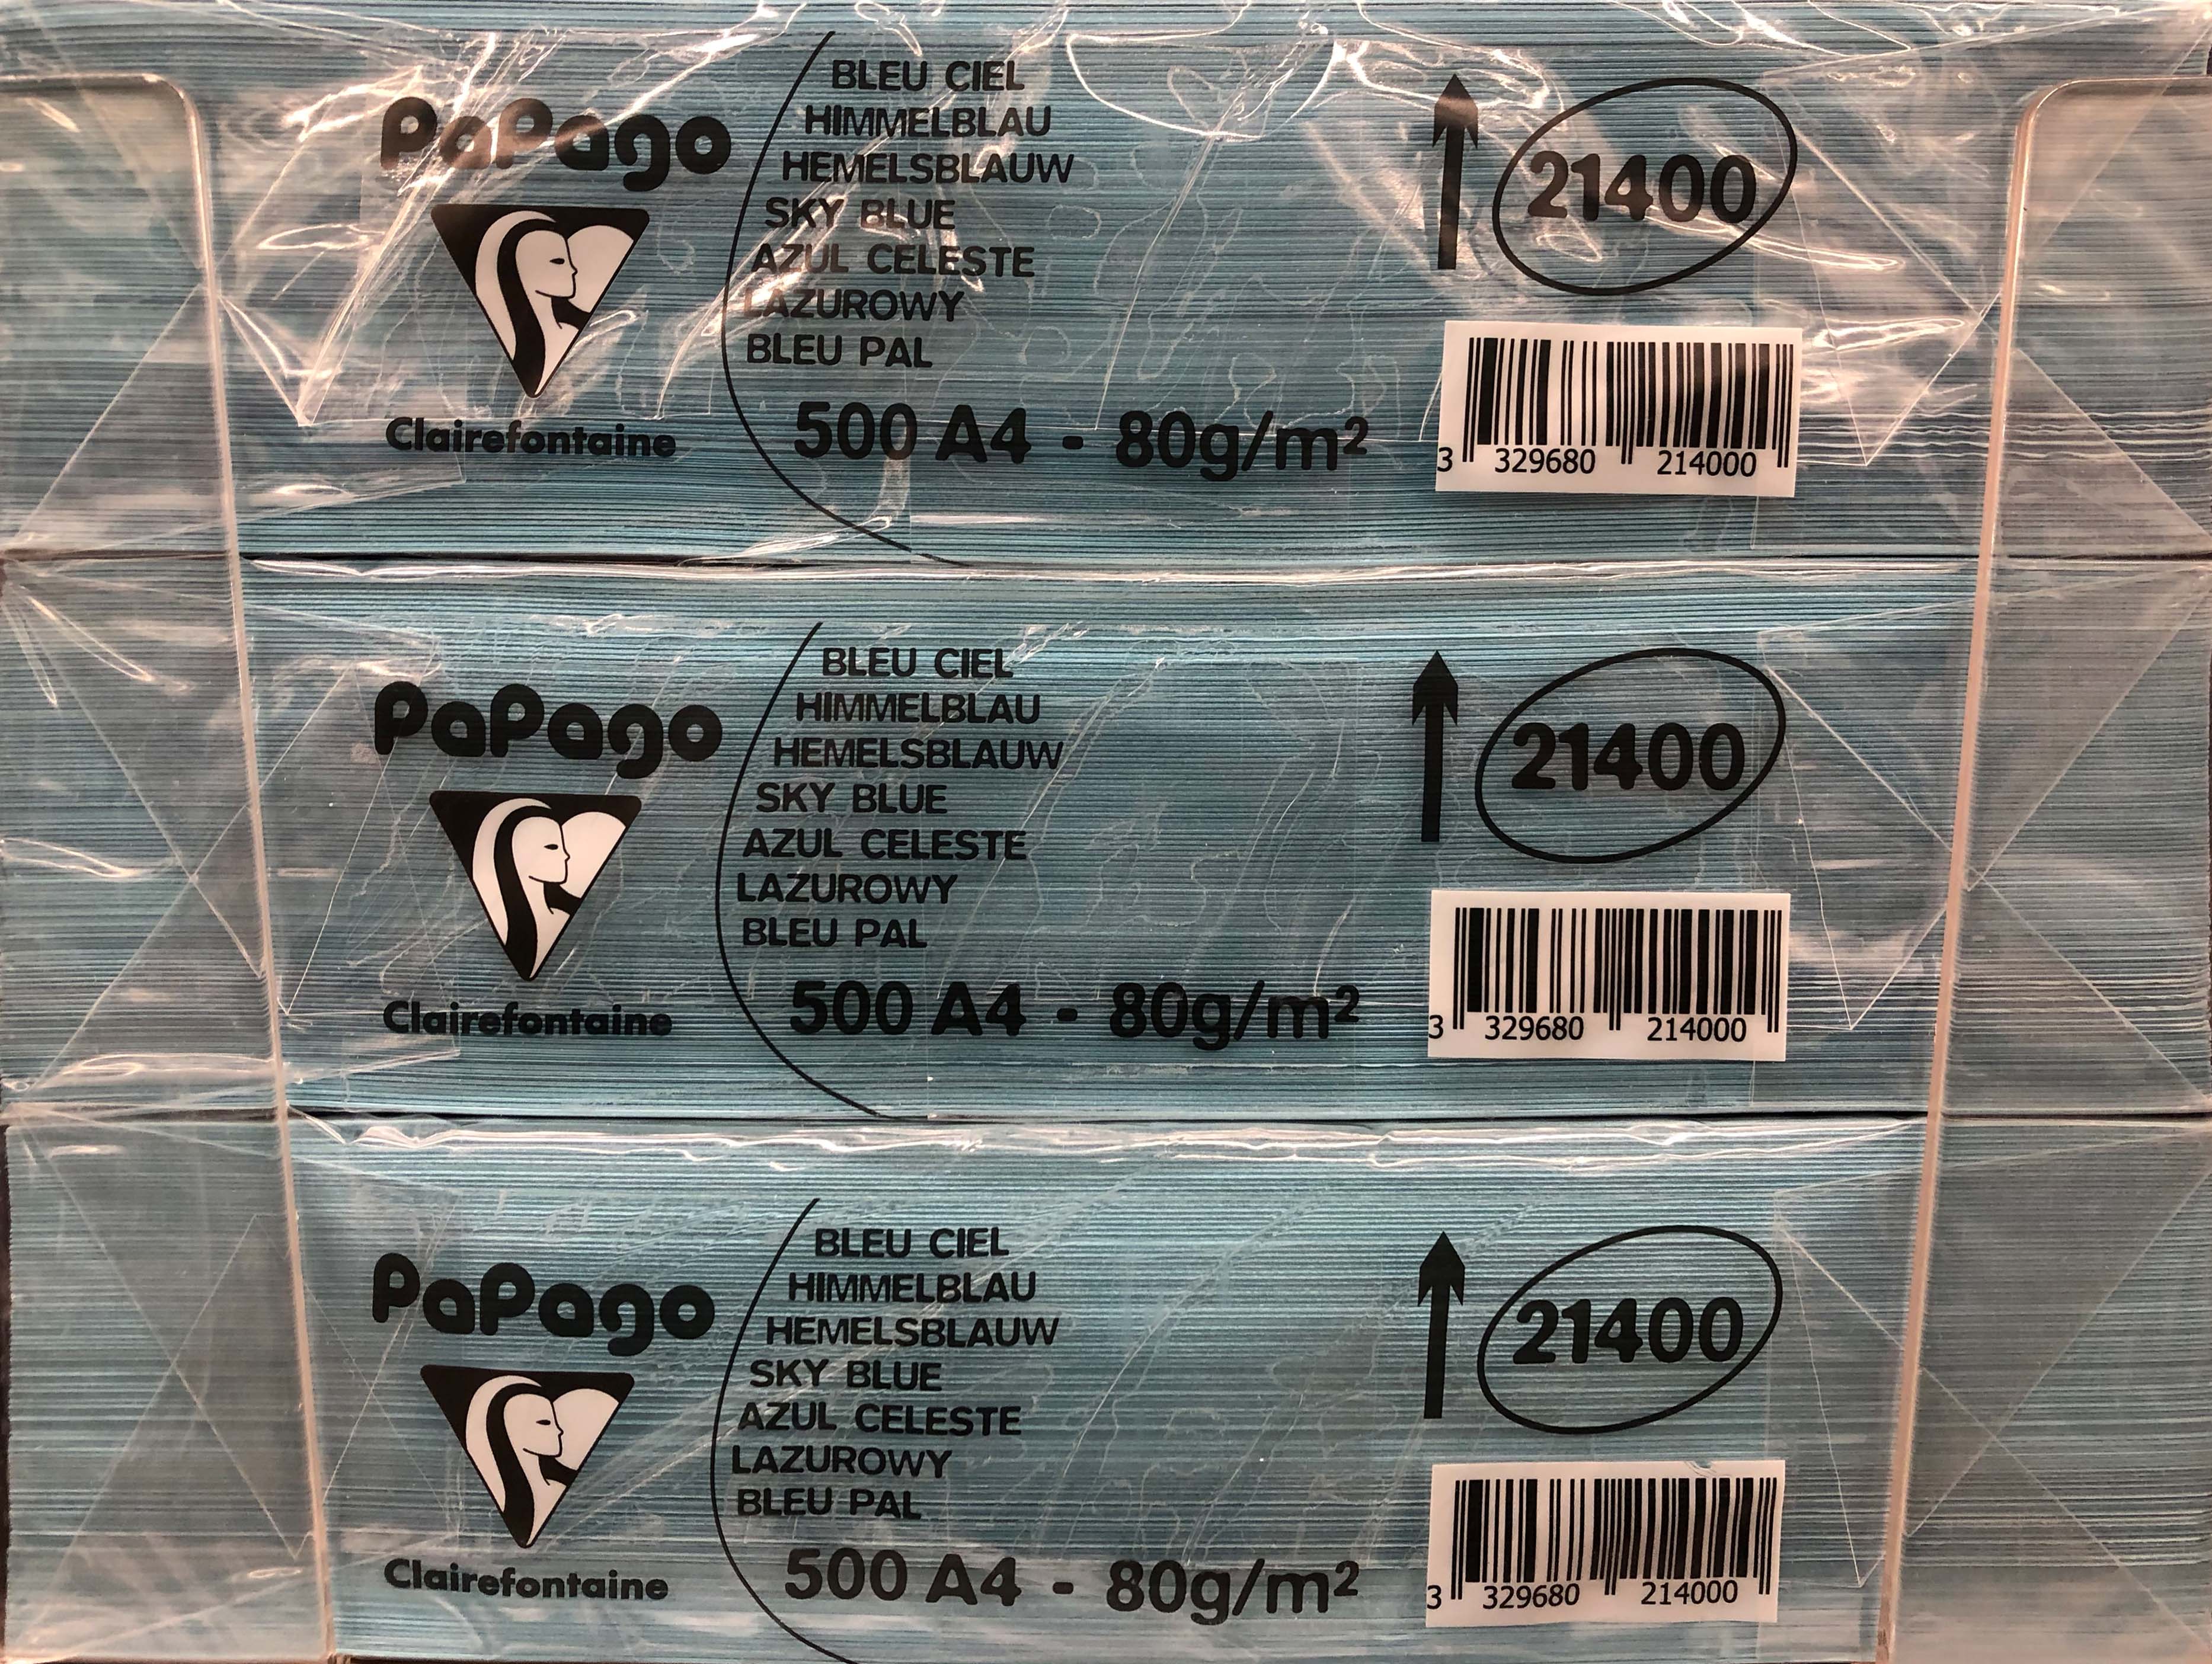 PaPago
Clairefontaine
BLEU CIEL
HIMMELBLAU
HEMELSBLAUW
SKY BLUE
AZUL CELESTE
LAZUROWY
BLEU PAL
500 A4 - 80g/m²
21400
3 329680 214000
PaPago
Clairefontaine
BLEU CIEL
HIMMELBLAU
HEMELSBLAUW
SKY BLUE
AZUL CELESTE
LAZUROWY
BLEU PAL
500 A4 - 80g/m²
21400
3 329680 214000
PaPago
Clairefontaine
BLEU CIEL
HIMMELBLAU
HEMELSBLAUW
SKY BLUE
AZUL CELESTE
LAZUROWY
BLEU PAL
500 A4 - 80g/m²
21400
3 329680 214000